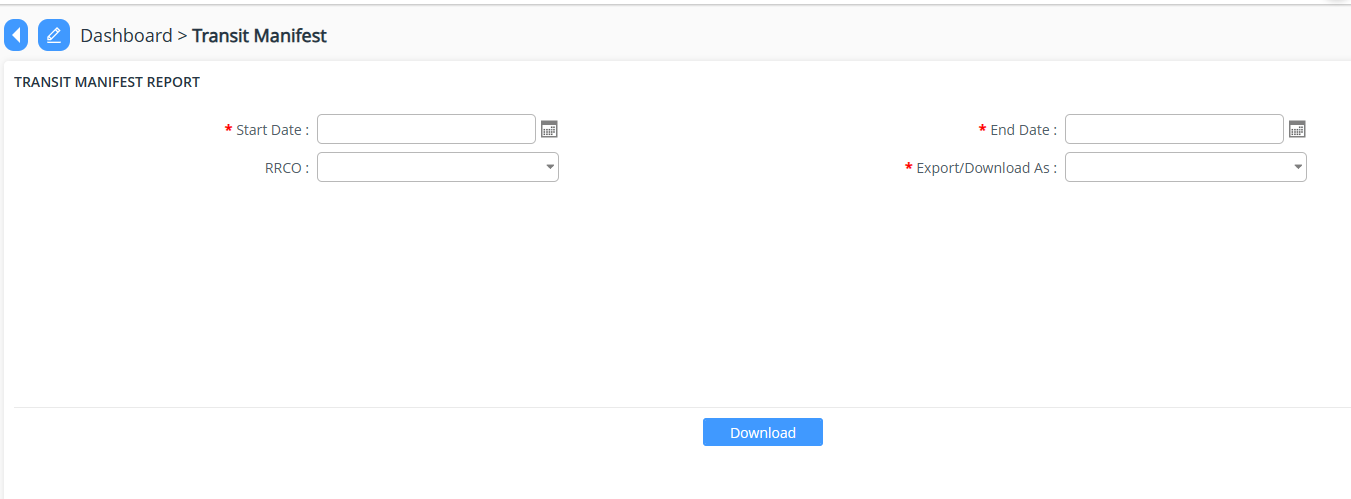 Dashboard > Transit Manifest
TRANSIT MANIFEST REPORT
* Start Date :
* End Date :
RRCO :
* Export/Download As :
Download